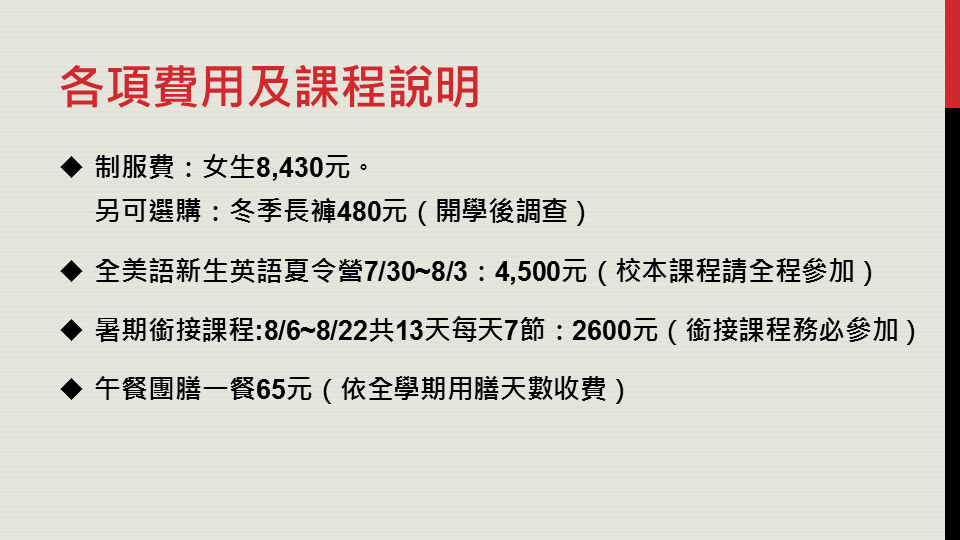 各項費用及課程說明
◆ 制服費：女生8,430元。
另可選購：冬季長褲480元（開學後調查）
◆ 全美語新生英語夏令營7/30~8/3：4,500元（校本課程請全程參加）
◆ 暑期銜接課程:8/6~8/22共13天每天7節：2600元（銜接課程務必參加）
◆ 午餐團膳一餐65元（依全學期用膳天數收費）